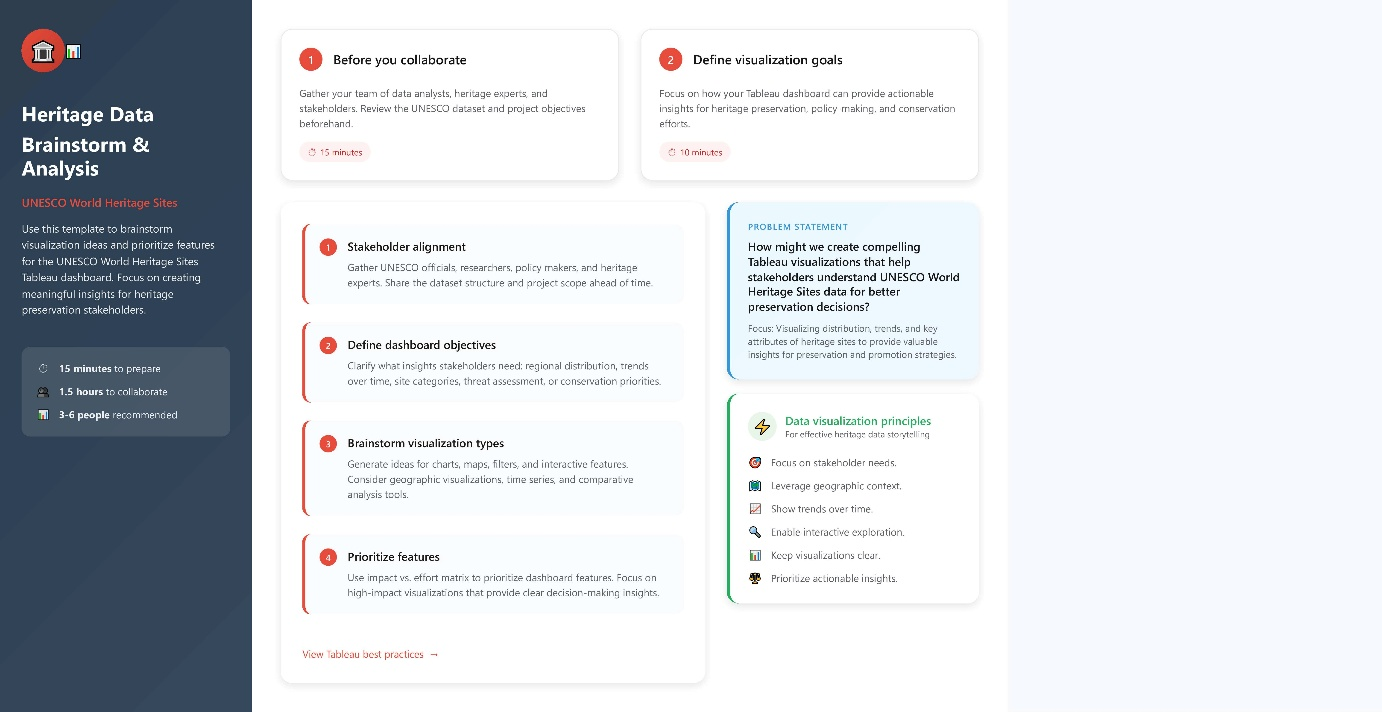 Heritage Data
Brainstorm &
Analysis
UNESCO World Heritage Sites
Use this template to brainstorm
visualization ideas and prioritize features
for the UNESCO World Heritage Sites
Tableau dashboard. Focus on creating
meaningful insights for heritage
preservation stakeholders.
15 minutes to prepare
1.5 hours to collaborate
3-6 people recommended
1 Before you collaborate
Gather your team of data analysts, heritage experts, and
stakeholders. Review the UNESCO dataset and project objectives
beforehand.
15 minutes
2 Define visualization goals
Focus on how your Tableau dashboard can provide actionable
insights for heritage preservation, policy making, and conservation
efforts.
10 minutes
1 Stakeholder alignment
Gather UNESCO officials, researchers, policy makers, and heritage
experts. Share the dataset structure and project scope ahead of time.
2 Define dashboard objectives
Clarify what insights stakeholders need: regional distribution, trends
over time, site categories, threat assessment, or conservation priorities.
3 Brainstorm visualization types
Generate ideas for charts, maps, filters, and interactive features.
Consider geographic visualizations, time series, and comparative
analysis tools.
4 Prioritize features
Use impact vs. effort matrix to prioritize dashboard features. Focus on
high-impact visualizations that provide clear decision-making insights.
View Tableau best practices →
PROBLEM STATEMENT
How might we create compelling
Tableau visualizations that help
stakeholders understand UNESCO World
Heritage Sites data for better
preservation decisions?
Focus: Visualizing distribution, trends, and key
attributes of heritage sites to provide valuable
insights for preservation and promotion strategies.
Data visualization principles
For effective heritage data storytelling
Focus on stakeholder needs.
Leverage geographic context.
Show trends over time.
Enable interactive exploration.
Keep visualizations clear.
Prioritize actionable insights.